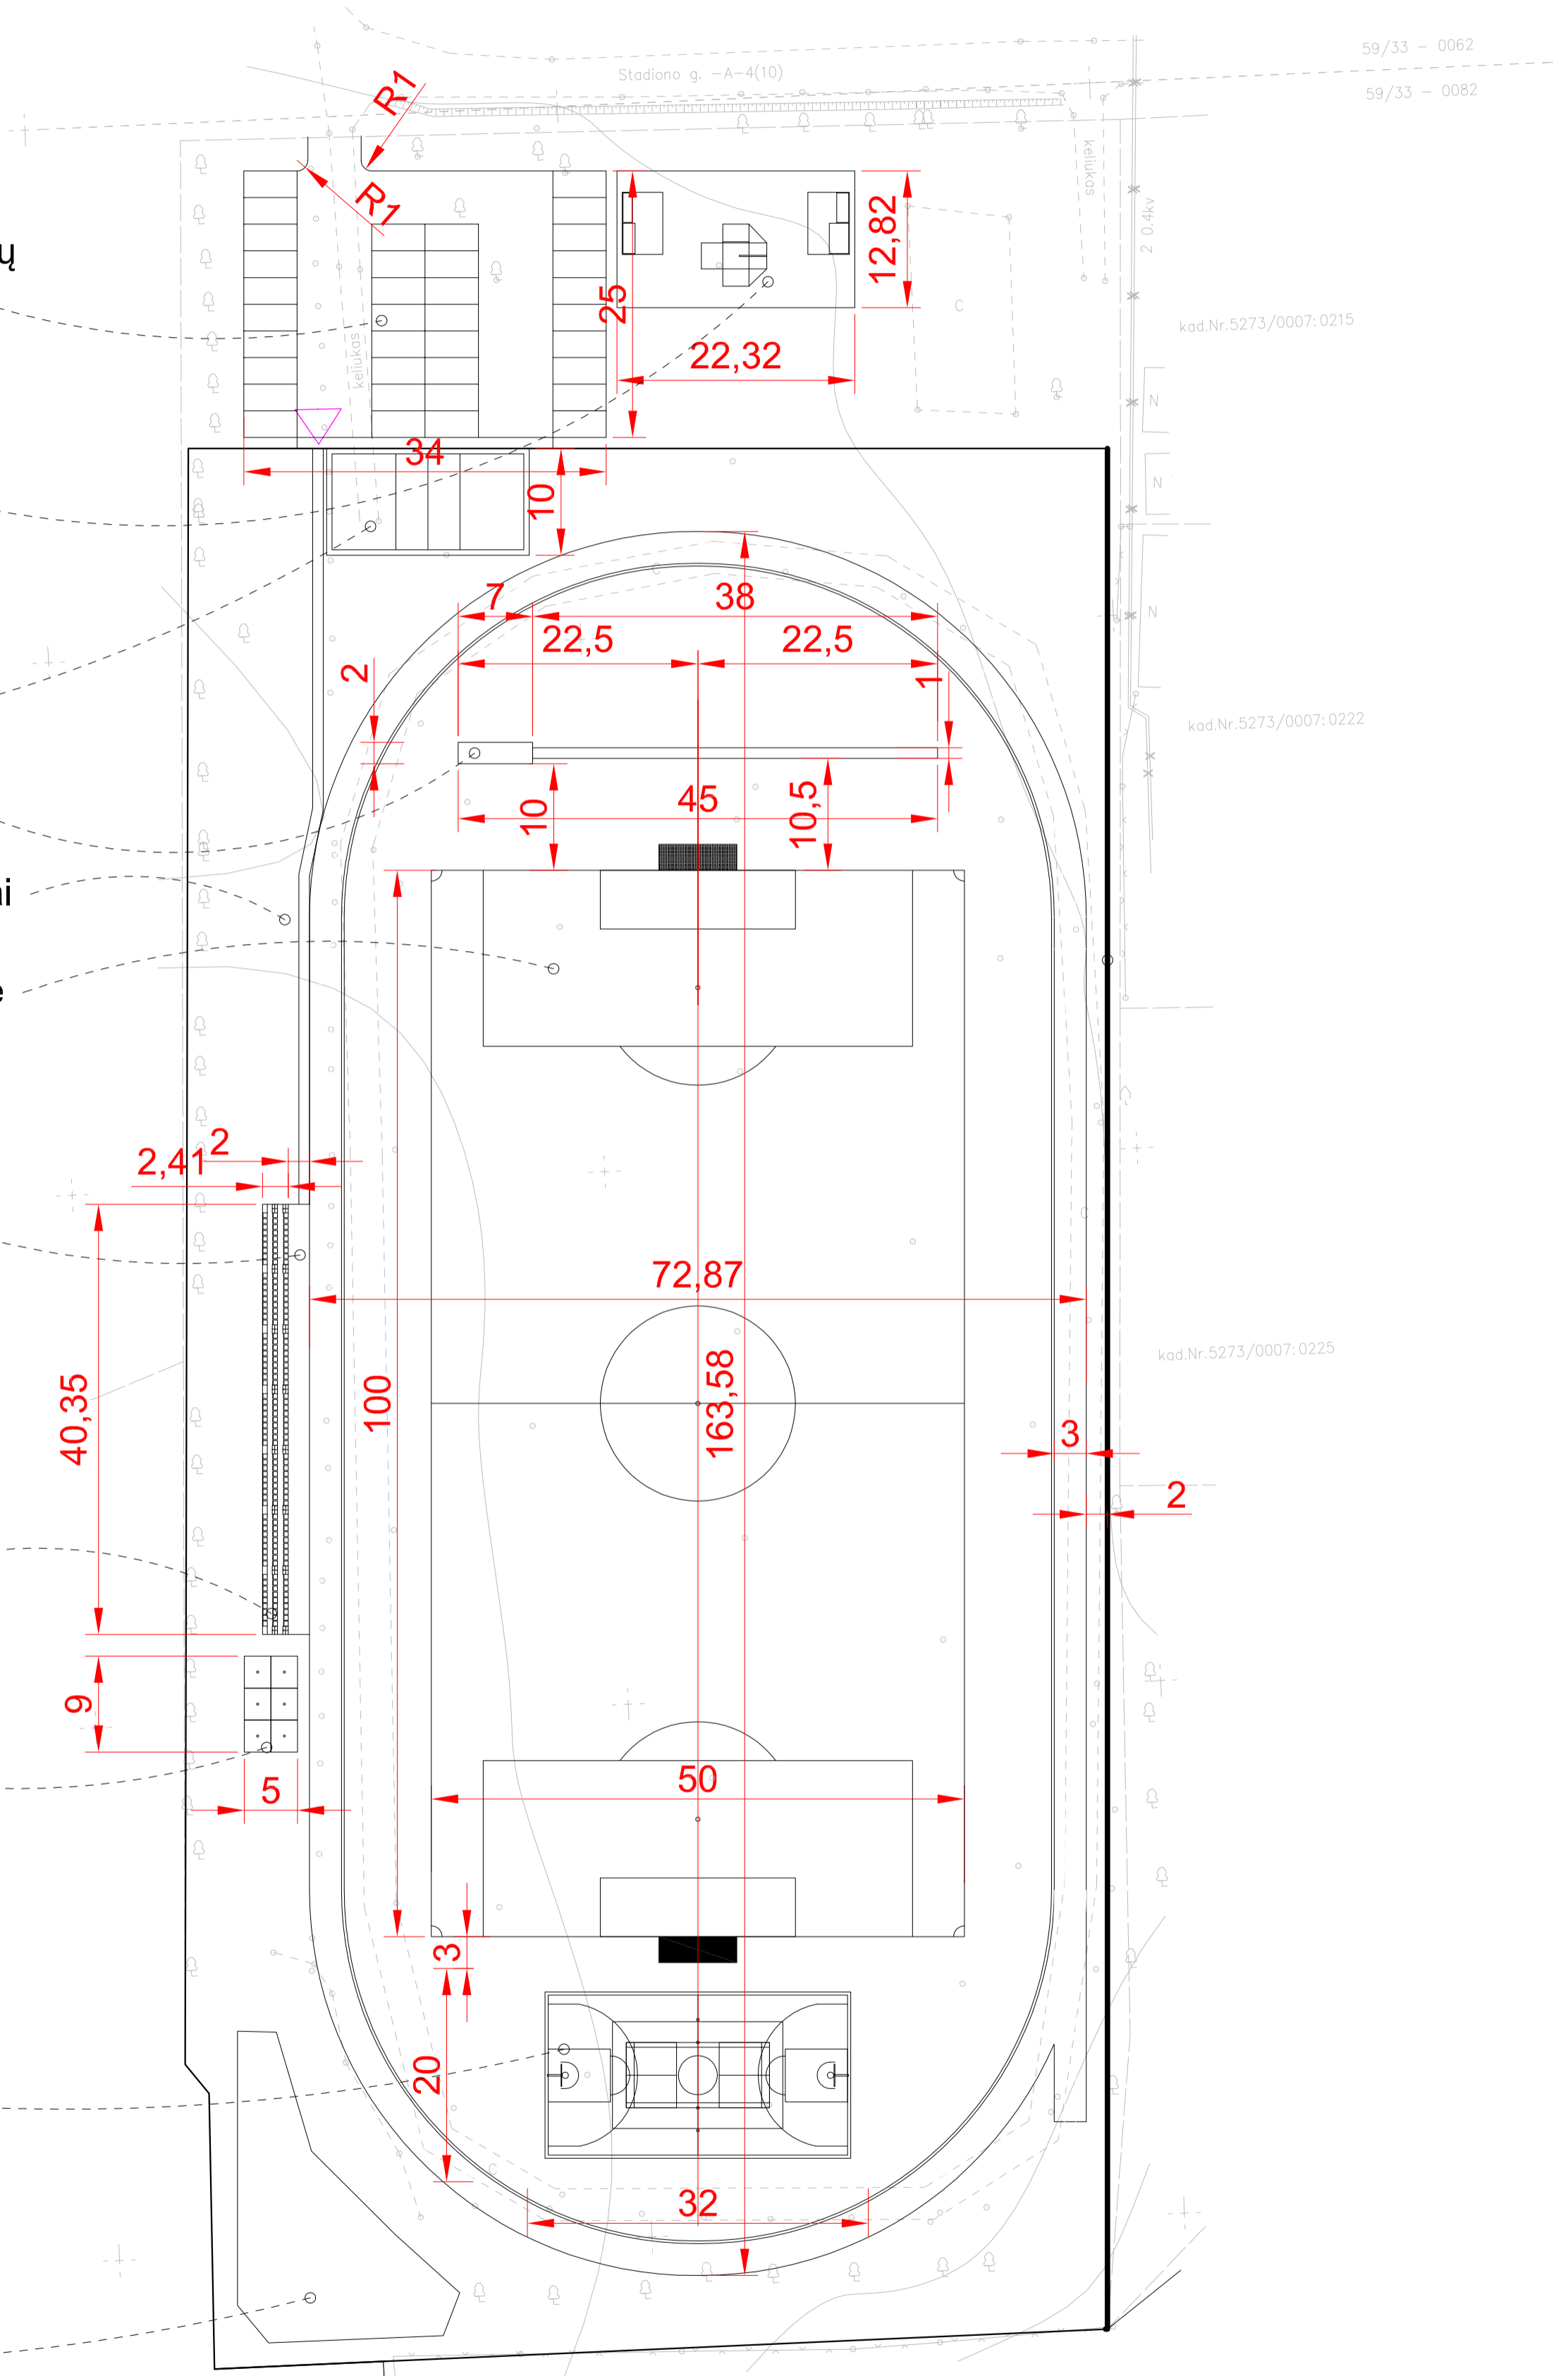 59/33 - 0062
Stadiono g. -A-4(10)
59/33 - 0082
R1
keliukas
R1
2 0.4kv
12,82
ų
25
C
kad.Nr.5273/0007:0215
keliukas
22,32
N
34
10
N
C
7
38
N
22,5
22,5
2
1
kad.Nr.5273/0007:0222
45
10
10,5
ai
e
2
2,41
C
72,87
kad.Nr.5273/0007:0225
40,35
100
163,58
3
2
9
50
5
3
20
C
32